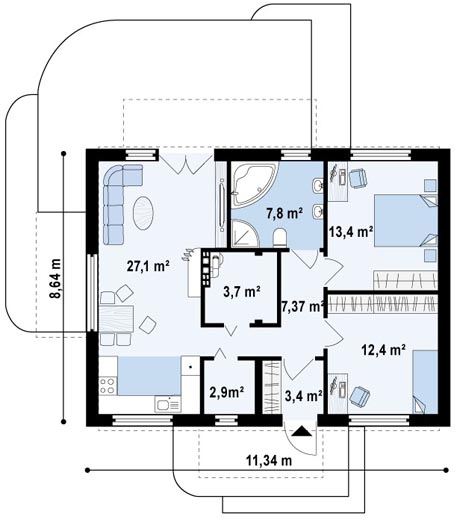 7,8 m²
13,4 m²
27,1 m²
3,7 m²
7,37 m²
8,64 m
12,4 m²
2,9m²
3,4 m²
11,34 m